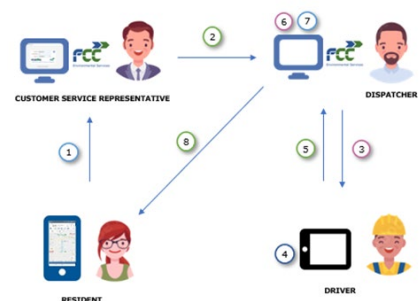 6 7
2
FCC
FCC
Environmental Services
Environmental Services
CUSTOMER SERVICE REPRESENTATIVE
DISPATCHER
1
8
5
3
4
RESIDENT
DRIVER